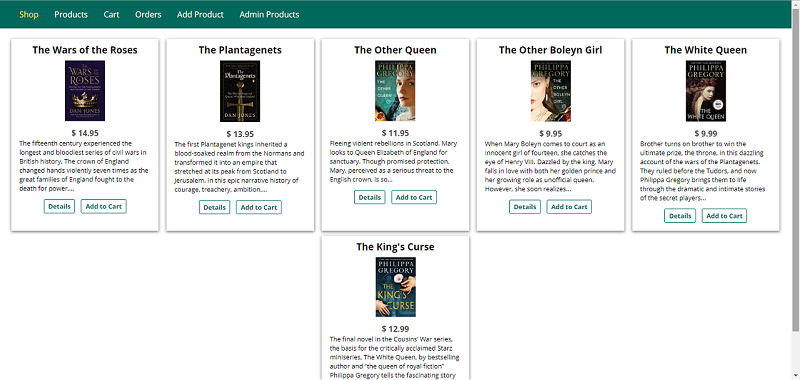 Shop Products Cart Orders Add Product Admin Products
The Wars of the Roses
THE
WARS
OF THE
ROSES
DAN JONES
$ 14.95
The fifteenth century experienced the
longest and bloodiest series of civil wars in
British history. The crown of England
changed hands violently seven times as the
great families of England fought to the
death for power,...
Details Add to Cart
The Plantagenets
Plantagenets
DAN JONES
$ 13.95
The first Plantagenet kings inherited a
blood-soaked realm from the Normans and
transformed it into an empire that
stretched at its peak from Scotland to
Jerusalem. In this epic narrative history of
courage, treachery, ambition,...
Details Add to Cart
The Other Queen
PHILIPPA
GREGORY
THE
OTHER
QUEEN
$ 11.95
Fleeing violent rebellions in Scotland, Mary
looks to Queen Elizabeth of England for
sanctuary. Though promised protection,
Mary, perceived as a serious threat to the
English crown, is so...
Details Add to Cart
The Other Boleyn Girl
PHILIPPA
GREGORY
THE
OTHER
BOLEYN
GIRL
$ 9.95
When Mary Boleyn comes to court as an
innocent girl of fourteen, she catches the
eye of Henry VIII. Dazzled by the king, Mary
falls in love with both her golden prince and
her growing role as unofficial queen.
However, she soon realizes...
Details Add to Cart
The White Queen
PHILIPPA
GREGORY
THE
WHITE QUEEN
$ 9.99
Brother turns on brother to win the
ultimate prize, the throne, in this dazzling
account of the wars of the Plantagenets.
They ruled before the Tudors, and now
Philippa Gregory brings them to life
through the dramatic and intimate stories
of the secret players...
Details Add to Cart
The King's Curse
PHILIPPA
GREGORY
THE
KING'S
CURSE
$ 12.99
The final novel in the Cousins' War series,
the basis for the critically acclaimed Starz
miniseries, The White Queen, by bestselling
author and "the queen of royal fiction"
Philippa Gregory tells the fascinating story